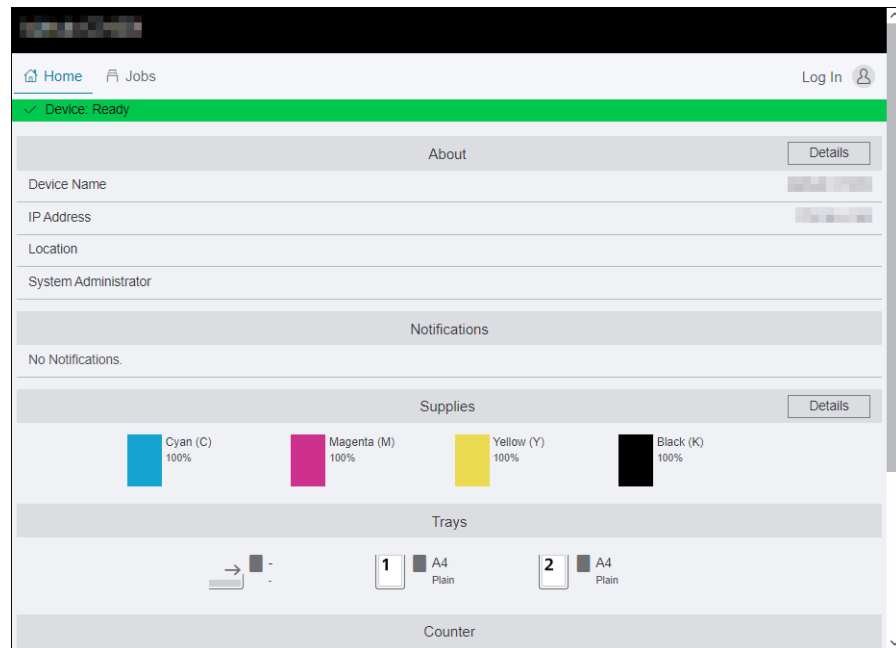 Home Jobs Log In
Device: Ready
About Details
Device Name
IP Address
Location
System Administrator
Notifications
No Notifications.
Supplies Details
Cyan (C) Magenta (M) Yellow (Y) Black (K)
100% 100% 100% 100%
Trays
- 1 A4 2 A4
- Plain Plain
Counter